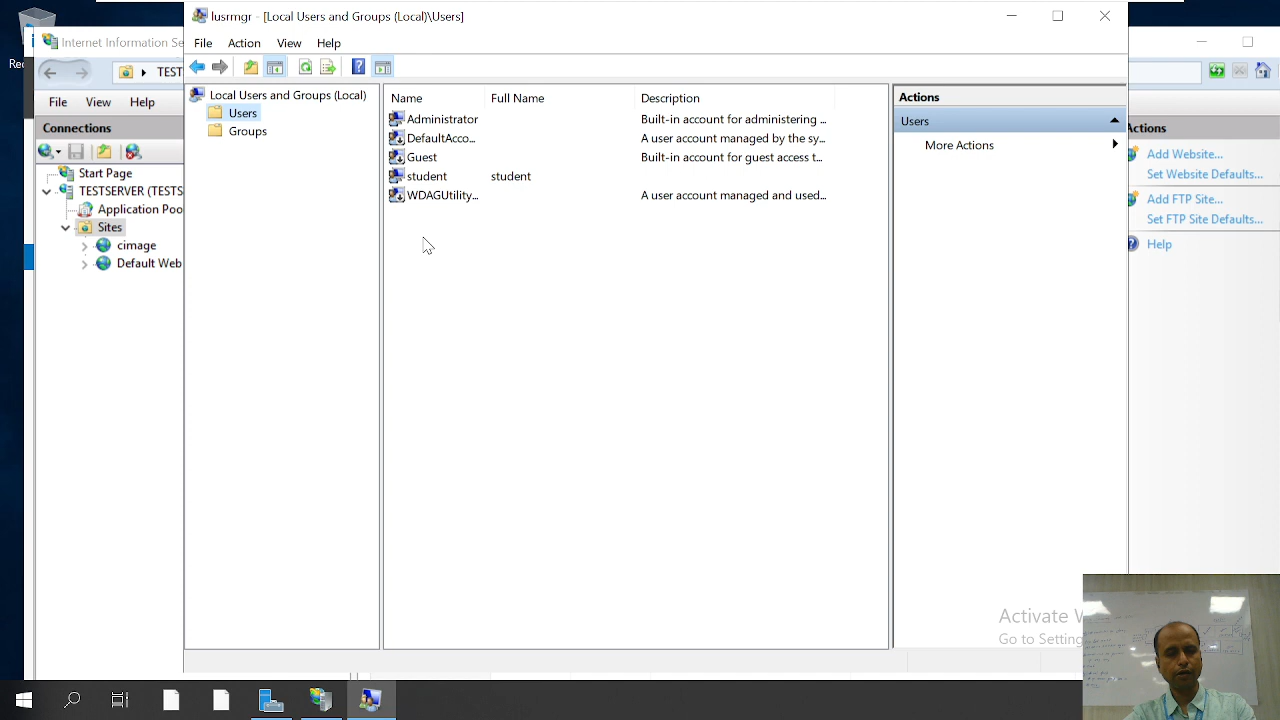 lusrmgr - [Local Users and Groups (Local)\Users]
File Action View Help
Local Users and Groups (Local)
Users
Groups
Name Full Name Description
Administrator Built-in account for administering ...
DefaultAcco... A user account managed by the sy...
Guest Built-in account for guest access t...
student student
WDAGUtility... A user account managed and used...
Actions
Users
More Actions
Internet Information Se
TEST
File View Help
Connections
Start Page
TESTSERVER (TESTS
Application Poo
Sites
cimage
Default Web
Actions
Add Website...
Set Website Defaults...
Add FTP Site...
Set FTP Site Defaults...
Help
Activate
Go to Setting